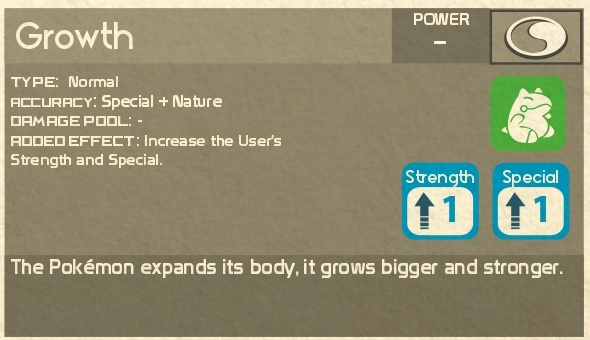 Growth
POWER
–
TYPE: Normal
ACCURACY: Special + Nature
DAMAGE POOL: -
ADDED EFFECT: Increase the User's
Strength and Special.
Strength
1
Special
1
The Pokémon expands its body, it grows bigger and stronger.